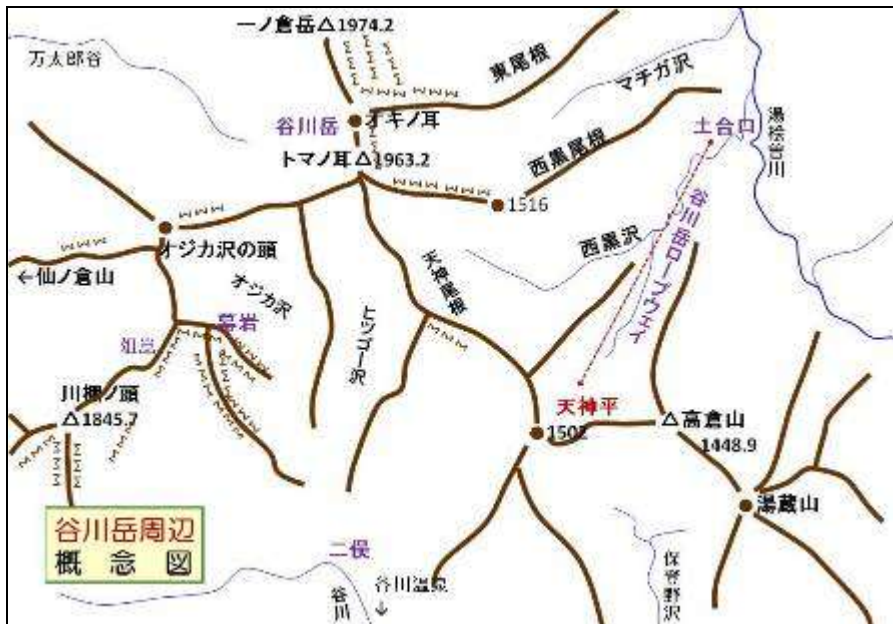 一ノ倉岳△1974.2
万太郎谷
東尾根
マチガ沢
谷川岳
オキノ耳
土合口
湯桧曽川
トマノ耳△1963.2
西黒尾根
1516
谷川岳ロープウェイ
西黒沢
オジカ沢の頭
←仙ノ倉山
オジカ沢
天神尾根
ヒツゴー沢
幕岩
俎嵒
川棚ノ頭
△1845.7
天神平
1502
△高倉山
1448.9
湯蔵山
谷川岳周辺
概念図
二俣
谷川
谷川温泉
↓
保登野沢